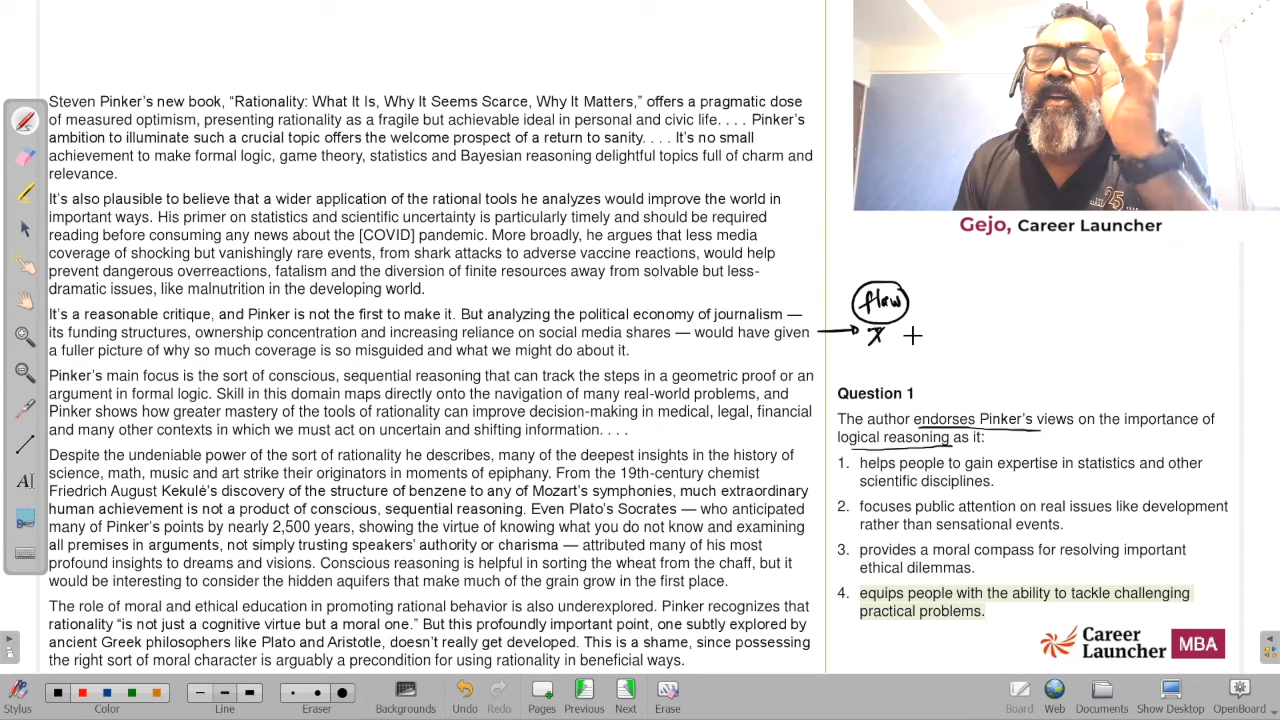 Steven Pinker's new book, "Rationality: What It Is, Why It Seems Scarce, Why It Matters," offers a pragmatic dose
of measured optimism, presenting rationality as a fragile but achievable ideal in personal and civic life. . . . Pinker's
ambition to illuminate such a crucial topic offers the welcome prospect of a return to sanity. . . . It's no small
achievement to make formal logic, game theory, statistics and Bayesian reasoning delightful topics full of charm and
relevance.
It's also plausible to believe that a wider application of the rational tools he analyzes would improve the world in
important ways. His primer on statistics and scientific uncertainty is particularly timely and should be required
reading before consuming any news about the [COVID] pandemic. More broadly, he argues that less media
coverage of shocking but vanishingly rare events, from shark attacks to adverse vaccine reactions, would help
prevent dangerous overreactions, fatalism and the diversion of finite resources away from solvable but less-
dramatic issues, like malnutrition in the developing world.
It's a reasonable critique, and Pinker is not the first to make it. But analyzing the political economy of journalism —
its funding structures, ownership concentration and increasing reliance on social media shares — would have given
a fuller picture of why so much coverage is so misguided and what we might do about it.
Pinker's main focus is the sort of conscious, sequential reasoning that can track the steps in a geometric proof or an
argument in formal logic. Skill in this domain maps directly onto the navigation of many real-world problems, and
Pinker shows how greater mastery of the tools of rationality can improve decision-making in medical, legal, financial
and many other contexts in which we must act on uncertain and shifting information. . . .
Despite the undeniable power of the sort of rationality he describes, many of the deepest insights in the history of
science, math, music and art strike their originators in moments of epiphany. From the 19th-century chemist
Friedrich August Kekulé's discovery of the structure of benzene to any of Mozart's symphonies, much extraordinary
human achievement is not a product of conscious, sequential reasoning. Even Plato's Socrates — who anticipated
many of Pinker's points by nearly 2,500 years, showing the virtue of knowing what you do not know and examining
all premises in arguments, not simply trusting speakers' authority or charisma — attributed many of his most
profound insights to dreams and visions. Conscious reasoning is helpful in sorting the wheat from the chaff, but it
would be interesting to consider the hidden aquifers that make much of the grain grow in the first place.
The role of moral and ethical education in promoting rational behavior is also underexplored. Pinker recognizes that
rationality "is not just a cognitive virtue but a moral one." But this profoundly important point, one subtly explored by
ancient Greek philosophers like Plato and Aristotle, doesn't really get developed. This is a shame, since possessing
the right sort of moral character is arguably a precondition for using rationality in beneficial ways.
25
Gejo, Career Launcher
flaw
x
Question 1
The author endorses Pinker's views on the importance of
logical reasoning as it:
1. helps people to gain expertise in statistics and other
scientific disciplines.
2. focuses public attention on real issues like development
rather than sensational events.
3. provides a moral compass for resolving important
ethical dilemmas.
4. equips people with the ability to tackle challenging
practical problems.
Career
Launcher MBA
Stylus Color Line Eraser Backgrounds Undo Redo Pages Previous Next Erase Board Web Documents Show Desktop OpenBoard